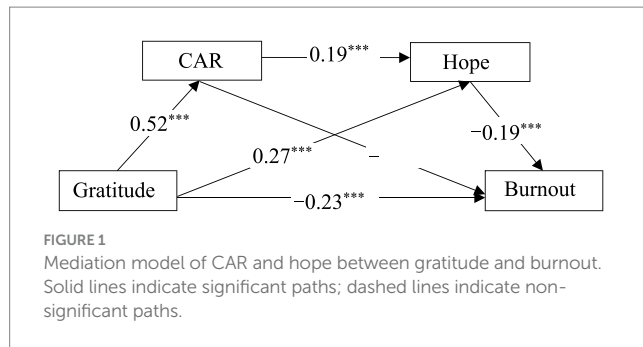 CAR
0.19***
Hope
0.52***
0.27***
−
−0.19***
Gratitude
−0.23***
Burnout
FIGURE 1
Mediation model of CAR and hope between gratitude and burnout.
Solid lines indicate significant paths; dashed lines indicate non-
significant paths.